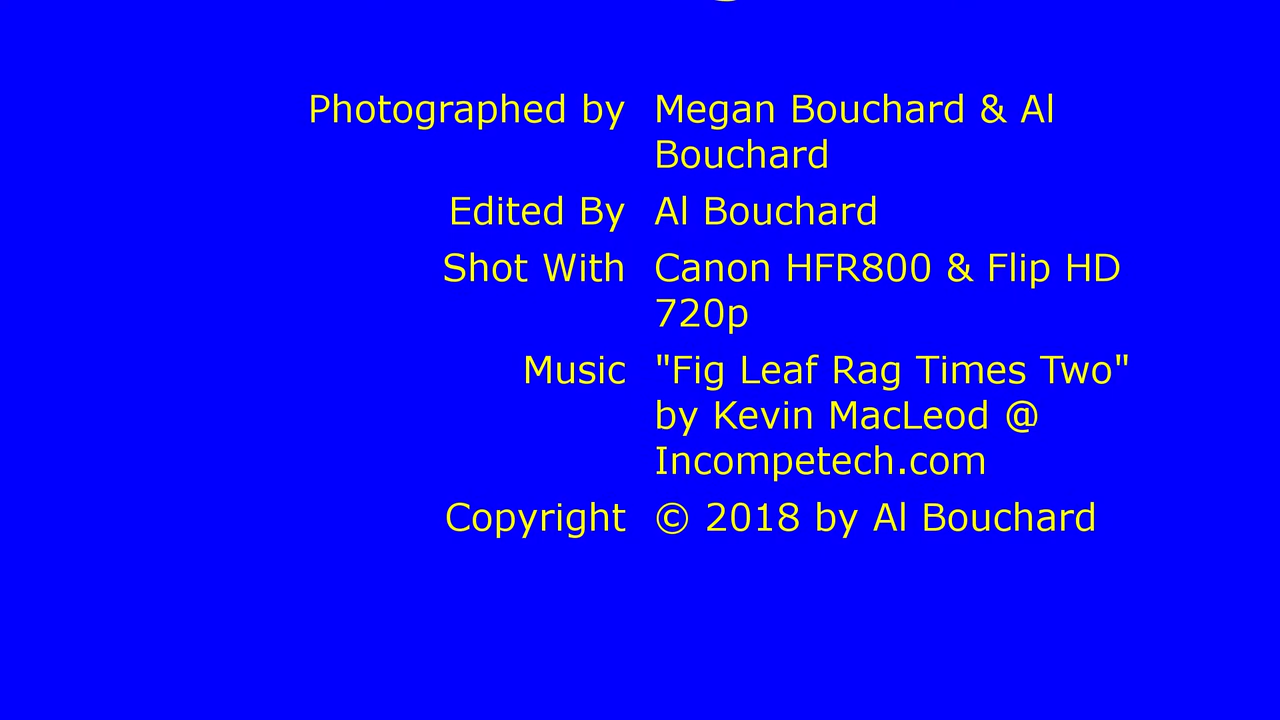 Photographed by Megan Bouchard & Al
Bouchard
Edited By Al Bouchard
Shot With Canon HFR800 & Flip HD
720p
Music "Fig Leaf Rag Times Two"
by Kevin MacLeod @
Incompetech.com
Copyright © 2018 by Al Bouchard